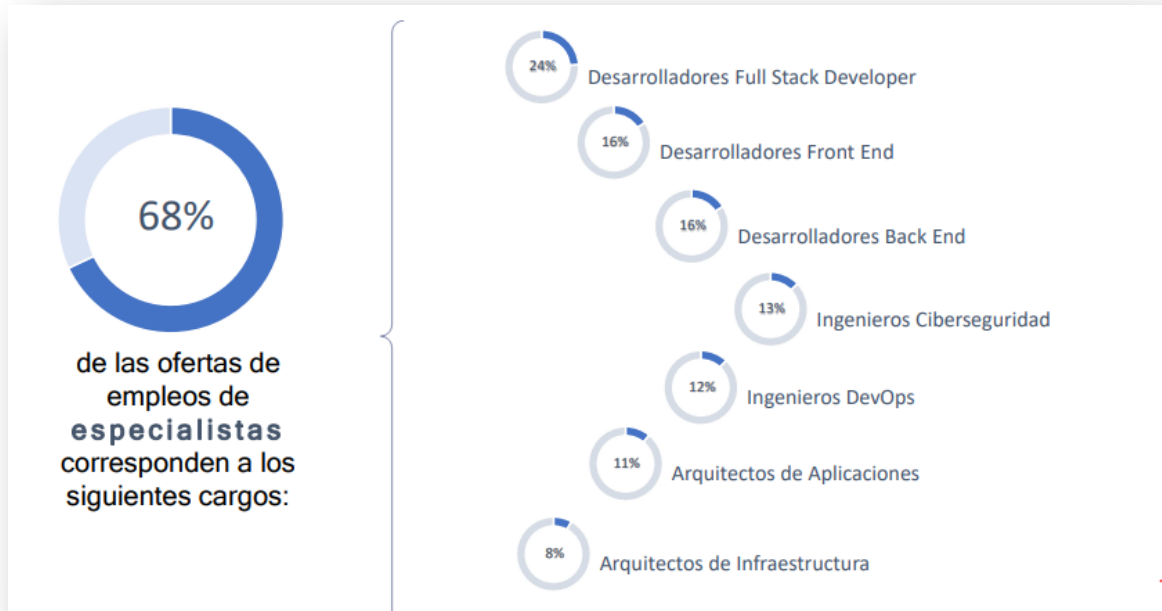 68%
de las ofertas de
empleos de
especialistas
corresponden a los
siguientes cargos:
24%
Desarrolladores Full Stack Developer
16%
Desarrolladores Front End
16%
Desarrolladores Back End
13%
Ingenieros Ciberseguridad
12%
Ingenieros DevOps
11%
Arquitectos de Aplicaciones
8%
Arquitectos de Infraestructura